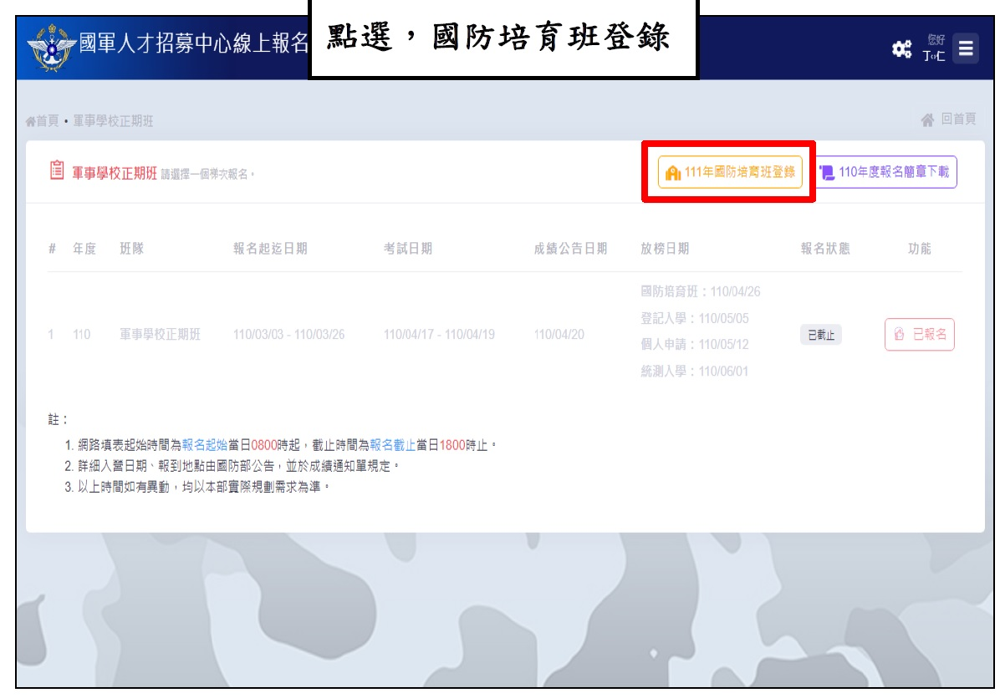 點選，國防培育班登錄
國軍人才招募中心線上報名
您好
丁○仁
首頁 • 軍事學校正期班
回首頁
軍事學校正期班 請選擇一個梯次報名。
111年國防培育班登錄
110年度報名簡章下載
# 年度 班隊 報名起迄日期 考試日期 成績公告日期 放榜日期 報名狀態 功能
國防培育班：110/04/26
登記入學：110/05/05
1 110 軍事學校正期班 110/03/03 - 110/03/26 110/04/17 - 110/04/19 110/04/20 已截止 已報名
個人申請：110/05/12
統測入學：110/06/01
註：
1. 網路填表起始時間為報名起始當日0800時起，截止時間為報名截止當日1800時止。
2. 詳細入營日期、報到地點由國防部公告，並於成績通知單規定。
3. 以上時間如有異動，均以本部實際規劃需求為準。